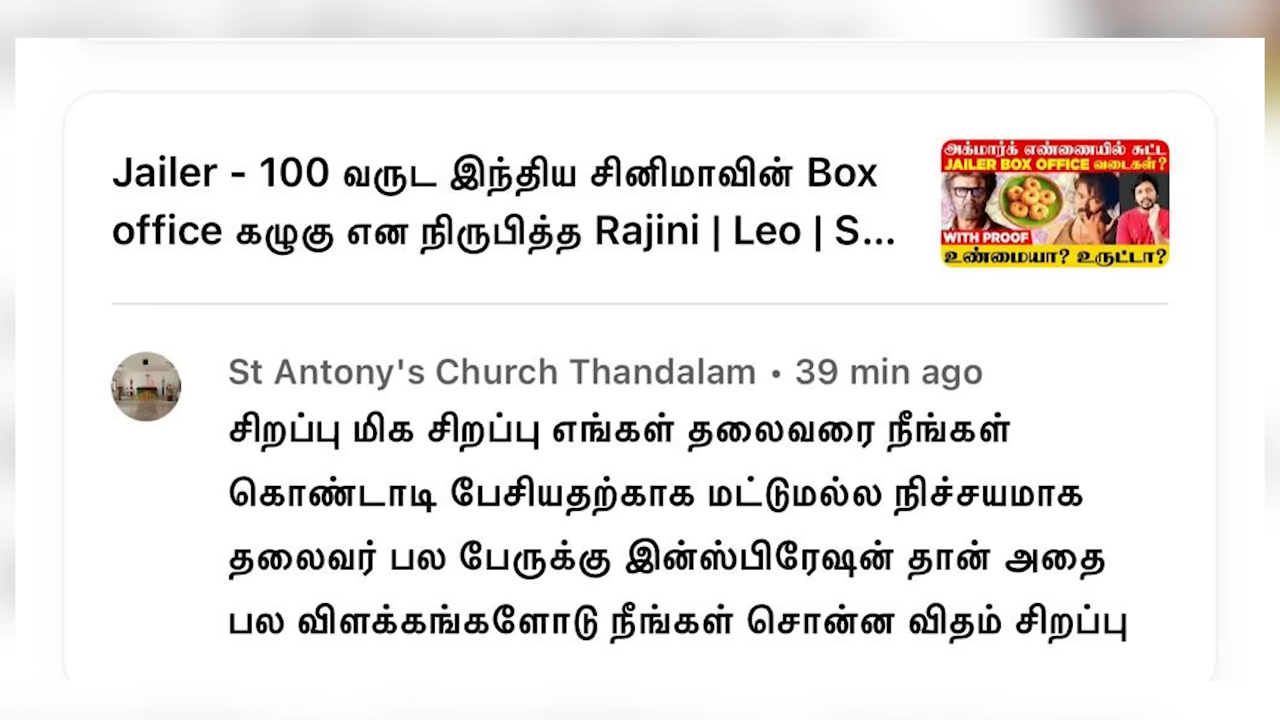 Jailer - 100 வருட இந்திய சினிமாவின் Box
office கழுகு என நிருபித்த Rajini | Leo | S...
அக்மார்க் எண்ணையில் சுட்ட
JAILER BOX OFFICE வடைகள்?
WITH PROOF
உண்மையா? உருட்டா?
St Antony's Church Thandalam • 39 min ago
சிறப்பு மிக சிறப்பு எங்கள் தலைவரை நீங்கள்
கொண்டாடி பேசியதற்காக மட்டுமல்ல நிச்சயமாக
தலைவர் பல பேருக்கு இன்ஸ்பிரேஷன் தான் அதை
பல விளக்கங்களோடு நீங்கள் சொன்ன விதம் சிறப்பு